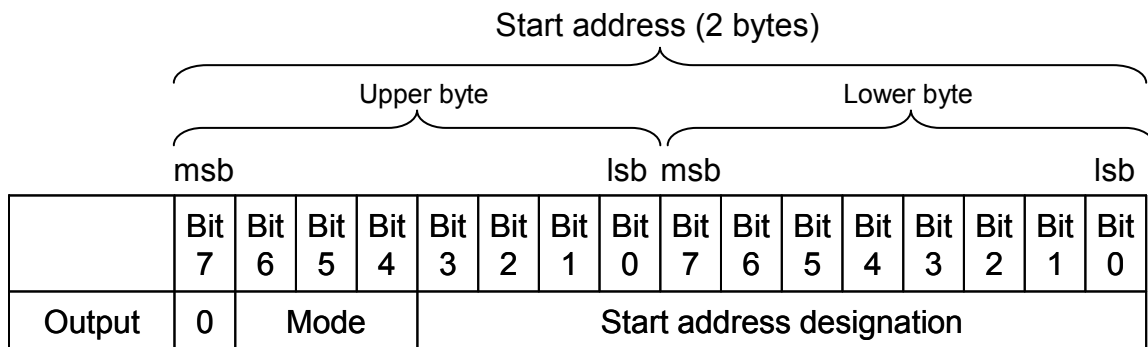 Start address (2 bytes)
Upper byte Lower byte
msb lsb msb lsb
Bit 7 Bit 6 Bit 5 Bit 4 Bit 3 Bit 2 Bit 1 Bit 0 Bit 7 Bit 6 Bit 5 Bit 4 Bit 3 Bit 2 Bit 1 Bit 0
Output 0 Mode Start address designation